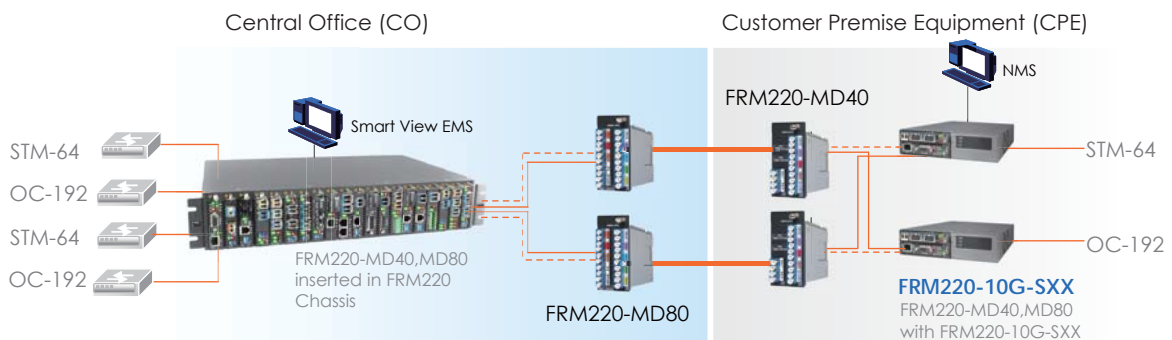 Central Office (CO)
Customer Premise Equipment (CPE)
NMS
FRM220-MD40
Smart View EMS
STM-64
OC-192
STM-64
OC-192
FRM220-MD40,MD80
inserted in FRM220
Chassis
FRM220-MD80
STM-64
OC-192
FRM220-10G-SXX
FRM220-MD40,MD80
with FRM220-10G-SXX